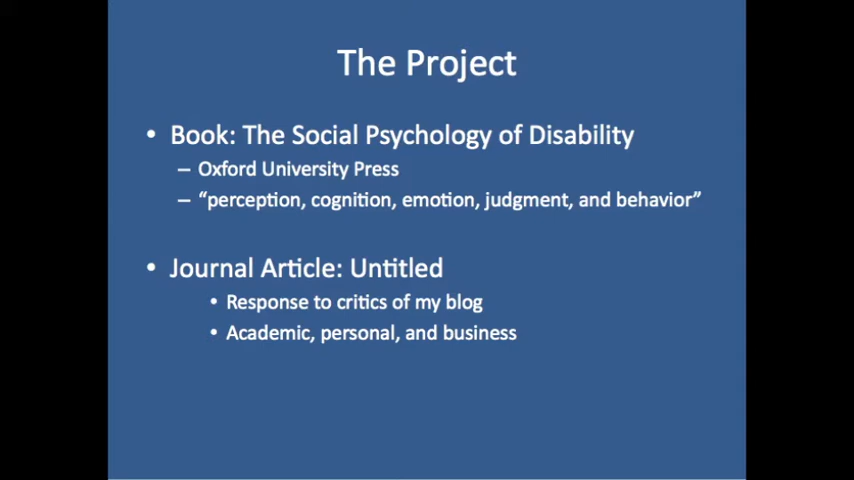 The Project
• Book: The Social Psychology of Disability
– Oxford University Press
– “perception, cognition, emotion, judgment, and behavior”
• Journal Article: Untitled
• Response to critics of my blog
• Academic, personal, and business